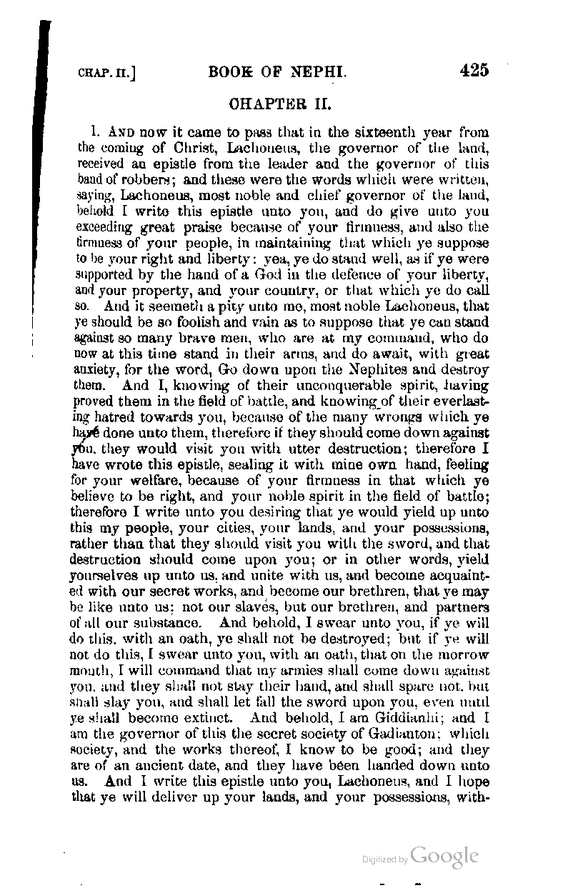 CHAP. II.] BOOK OF NEPHI. 425
CHAPTER II.
1. AND now it came to pass that in the sixteenth year from
the coming of Christ, Lachoneus, the governor of the land,
received an epistle from the leader and the governor of this
band of robbers; and these were the words which were written,
saying, Lachoneus, most noble and chief governor of the land,
behold I write this epistle unto you, and do give unto you
exceeding great praise because of your firmness, and also the
firmness of your people, in maintaining that which ye suppose
to be your right and liberty: yea, ye do stand well, as if ye were
supported by the hand of a God in the defence of your liberty,
and your property, and your country, or that which ye do call
so. And it seemeth a pity unto me, most noble Lachoneus, that
ye should be so foolish and vain as to suppose that ye can stand
against so many brave men, who are at my command, who do
now at this time stand in their arms, and do await, with great
anxiety, for the word, Go down upon the Nephites and destroy
them. And I, knowing of their unconquerable spirit, having
proved them in the field of battle, and knowing of their everlast-
ing hatred towards you, because of the many wrongs which ye
have done unto them, therefore if they should come down against
you, they would visit you with utter destruction; therefore I
have wrote this epistle, sealing it with mine own hand, feeling
for your welfare, because of your firmness in that which ye
believe to be right, and your noble spirit in the field of battle;
therefore I write unto you desiring that ye would yield up unto
this my people, your cities, your lands, and your possessions,
rather than that they should visit you with the sword, and that
destruction should come upon you; or in other words, yield
yourselves up unto us, and unite with us, and become acquaint-
ed with our secret works, and become our brethren, that ye may
be like unto us; not our slaves, but our brethren, and partners
of all our substance. And behold, I swear unto you, if ye will
do this, with an oath, ye shall not be destroyed; but if ye will
not do this, I swear unto you, with an oath, that on the morrow
month, I will command that my armies shall come down against
you, and they shall not stay their hand, and shall spare not, but
shall slay you, and shall let fall the sword upon you, even until
ye shall become extinct. And behold, I am Giddianhi; and I
am the governor of this the secret society of Gadianton; which
society, and the works thereof, I know to be good; and they
are of an ancient date, and they have been handed down unto
us. And I write this epistle unto you, Lachoneus, and I hope
that ye will deliver up your lands, and your possessions, with-
Digitized by Google